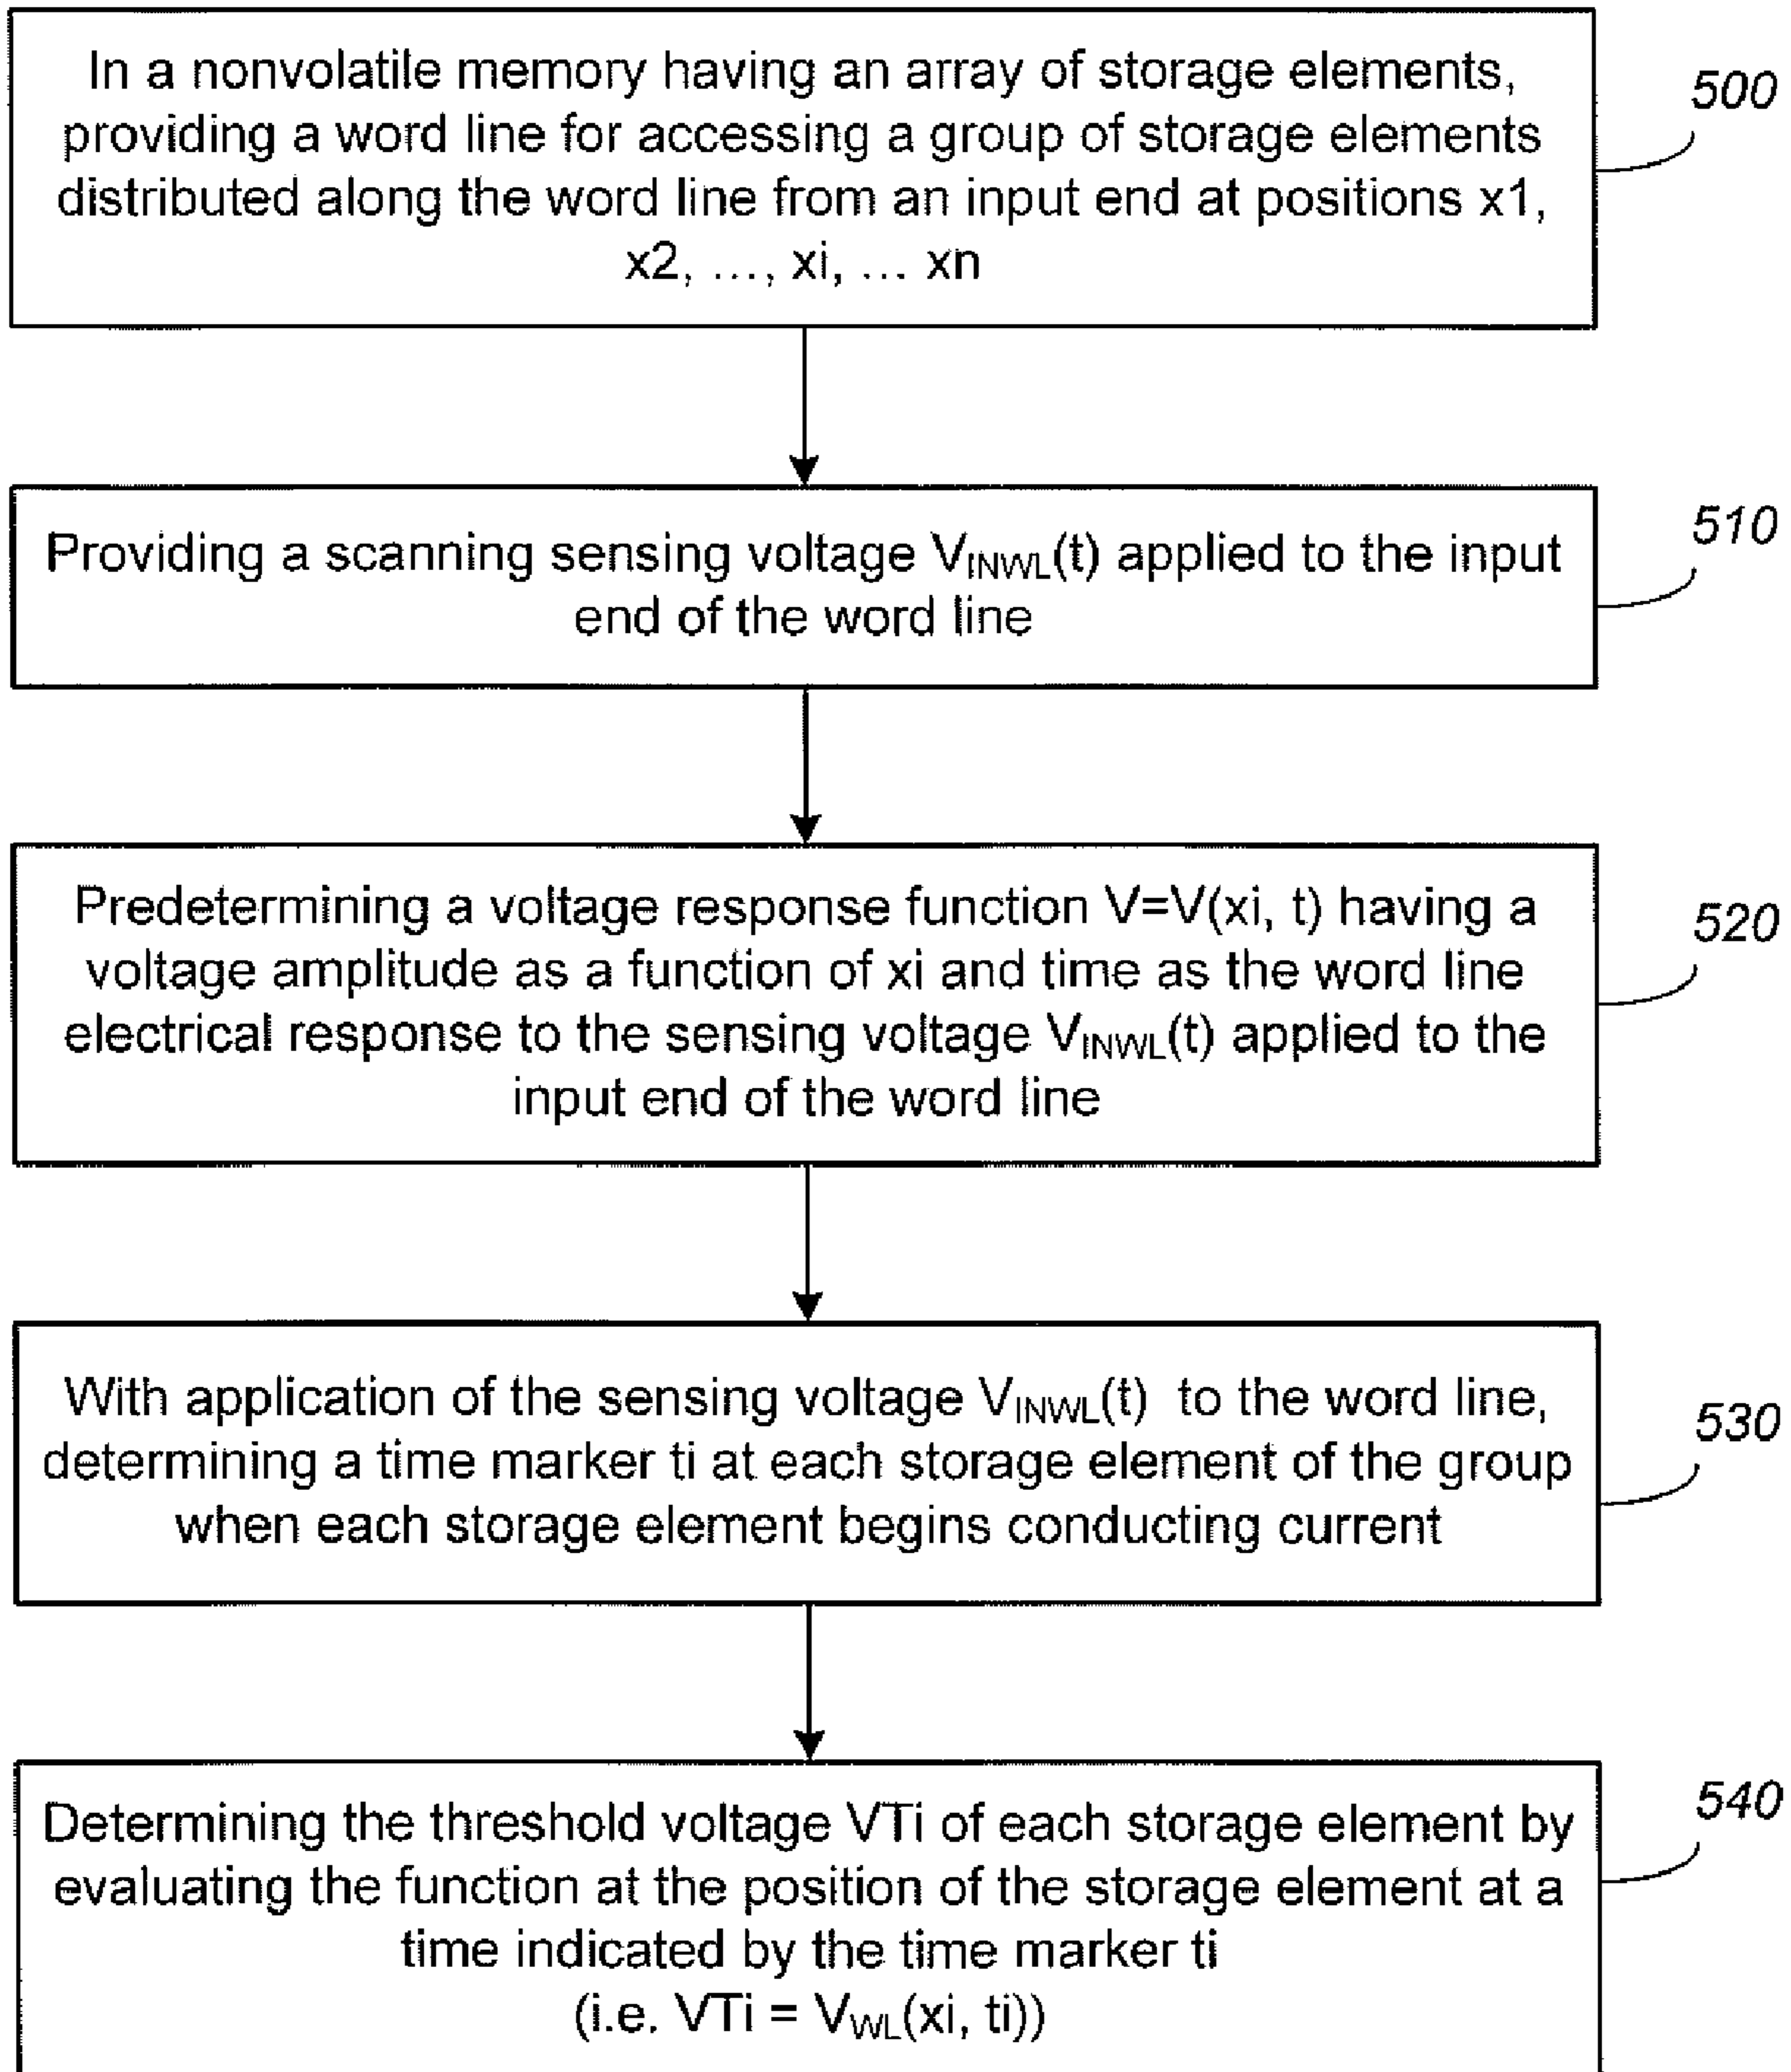 In a nonvolatile memory having an array of storage elements,
providing a word line for accessing a group of storage elements
distributed along the word line from an input end at positions x1,
x2, ..., xi, ... xn
500
Providing a scanning sensing voltage VINWL(t) applied to the input
end of the word line
510
Predetermining a voltage response function V=V(xi, t) having a
voltage amplitude as a function of xi and time as the word line
electrical response to the sensing voltage VINWL(t) applied to the
input end of the word line
520
With application of the sensing voltage VINWL(t) to the word line,
determining a time marker ti at each storage element of the group
when each storage element begins conducting current
530
Determining the threshold voltage VTi of each storage element by
evaluating the function at the position of the storage element at a
time indicated by the time marker ti
(i.e. VTi = VWL(xi, ti))
540